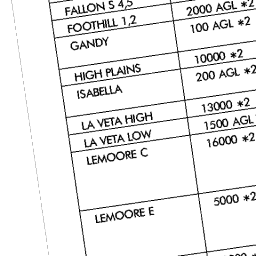 FALLON S 4,5 2000 AGL *2
FOOTHILL 1,2 100 AGL *2
GANDY
HIGH PLAINS 10000 *2
ISABELLA 200 AGL *2
LA VETA HIGH 13000 *2
LA VETA LOW 1500 AGL
LEMOORE C 16000 *2
LEMOORE E 5000 *2